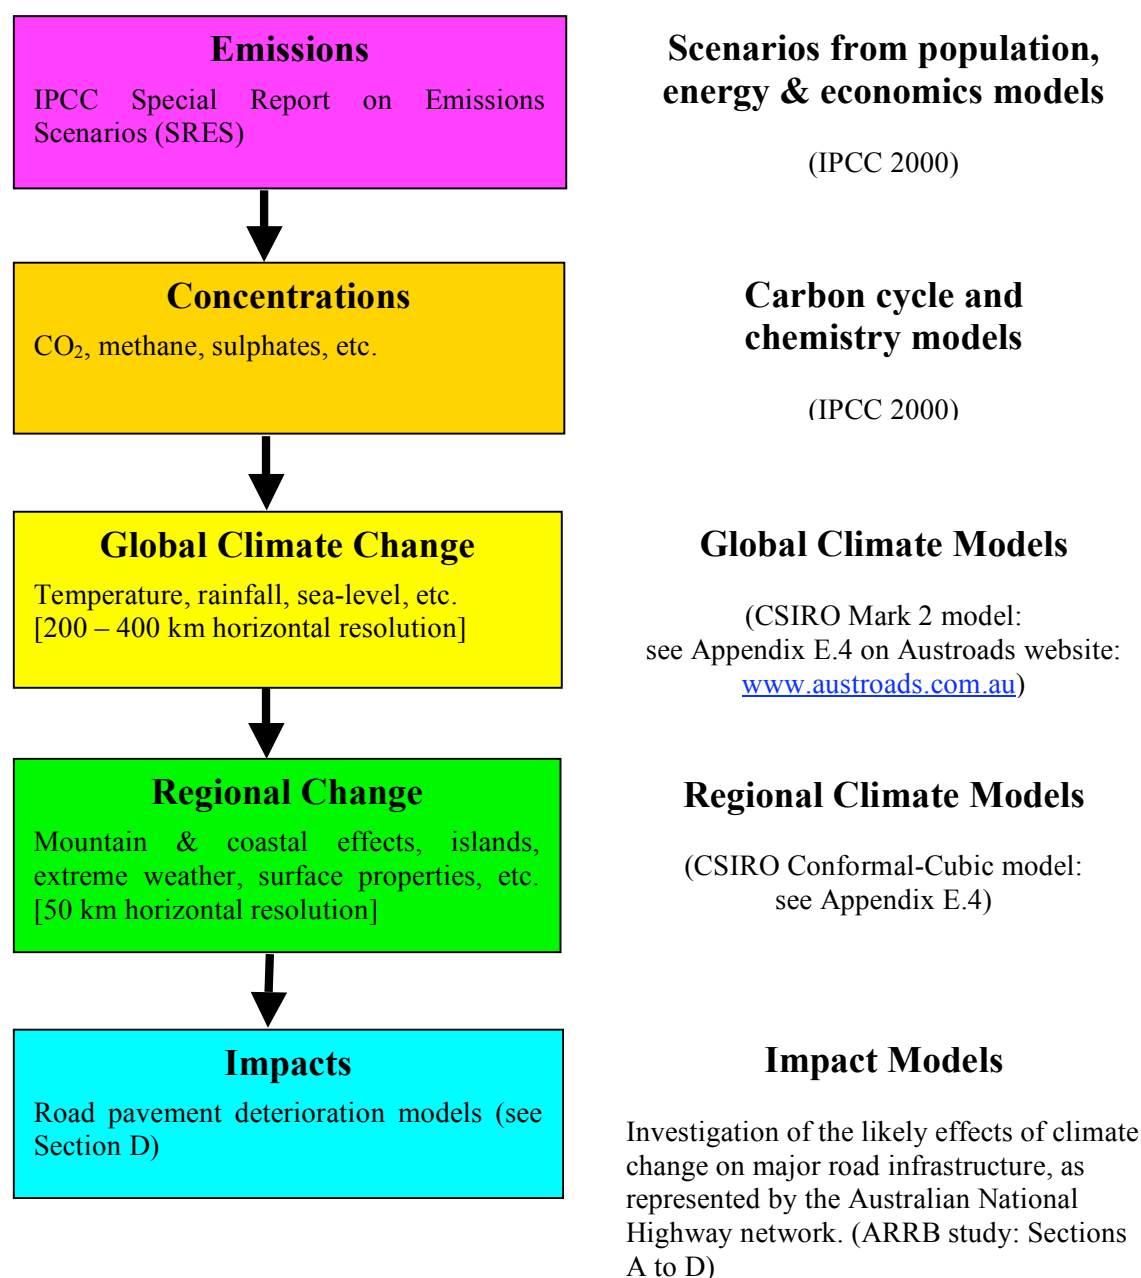 Emissions
IPCC Special Report on Emissions
Scenarios (SRES)
Scenarios from population,
energy & economics models
(IPCC 2000)
Concentrations
CO₂, methane, sulphates, etc.
Carbon cycle and
chemistry models
(IPCC 2000)
Global Climate Change
Temperature, rainfall, sea-level, etc.
[200 – 400 km horizontal resolution]
Global Climate Models
(CSIRO Mark 2 model:
see Appendix E.4 on Austroads website:
www.austroads.com.au)
Regional Change
Mountain & coastal effects, islands,
extreme weather, surface properties, etc.
[50 km horizontal resolution]
Regional Climate Models
(CSIRO Conformal-Cubic model:
see Appendix E.4)
Impacts
Road pavement deterioration models (see
Section D)
Impact Models
Investigation of the likely effects of climate
change on major road infrastructure, as
represented by the Australian National
Highway network. (ARRB study: Sections
A to D)